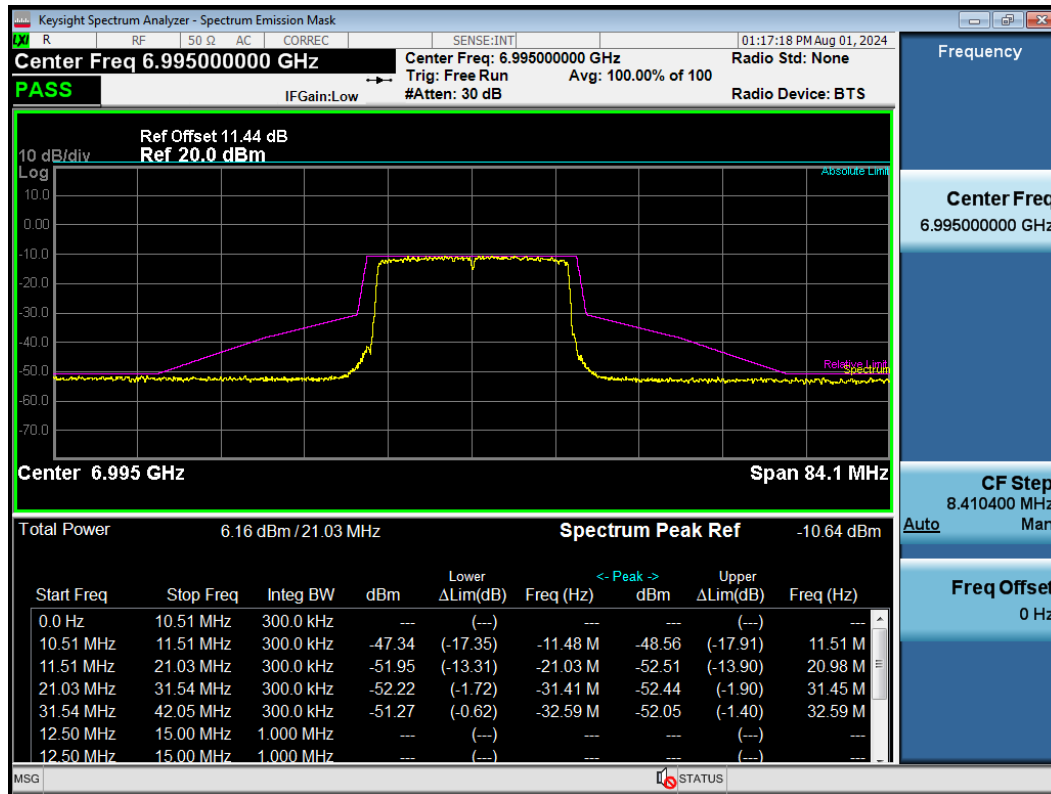 Keysight Spectrum Analyzer - Spectrum Emission Mask
LXI R RF 50 Ω AC CORREC SENSE:INT 01:17:18 PM Aug 01, 2024
Center Freq 6.995000000 GHz
Center Freq: 6.995000000 GHz
Radio Std: None
Trig: Free Run Avg: 100.00% of 100
PASS
IFGain:Low
#Atten: 30 dB
Radio Device: BTS
Ref Offset 11.44 dB
10 dB/div Ref 20.0 dBm
Log
Absolute Limit
10.0
0.00
-10.0
-20.0
-30.0
-40.0
-50.0
Relative Limit
Spectrum
-60.0
-70.0
Center 6.995 GHz Span 84.1 MHz
Total Power 6.16 dBm / 21.03 MHz Spectrum Peak Ref -10.64 dBm
Lower <- Peak -> Upper
Start Freq Stop Freq Integ BW dBm ΔLim(dB) Freq (Hz) dBm ΔLim(dB) Freq (Hz)
0.0 Hz 10.51 MHz 300.0 kHz --- (---) --- --- (---) ---
10.51 MHz 11.51 MHz 300.0 kHz -47.34 (-17.35) -11.48 M -48.56 (-17.91) 11.51 M
11.51 MHz 21.03 MHz 300.0 kHz -51.95 (-13.31) -21.03 M -52.51 (-13.90) 20.98 M
21.03 MHz 31.54 MHz 300.0 kHz -52.22 (-1.72) -31.41 M -52.44 (-1.90) 31.45 M
31.54 MHz 42.05 MHz 300.0 kHz -51.27 (-0.62) -32.59 M -52.05 (-1.40) 32.59 M
12.50 MHz 15.00 MHz 1.000 MHz --- (---) --- --- (---) ---
12.50 MHz 15.00 MHz 1.000 MHz --- (---) --- --- (---) ---
MSG STATUS
Frequency
Center Freq
6.995000000 GHz
CF Step
8.410400 MHz
Auto Man
Freq Offset
0 Hz